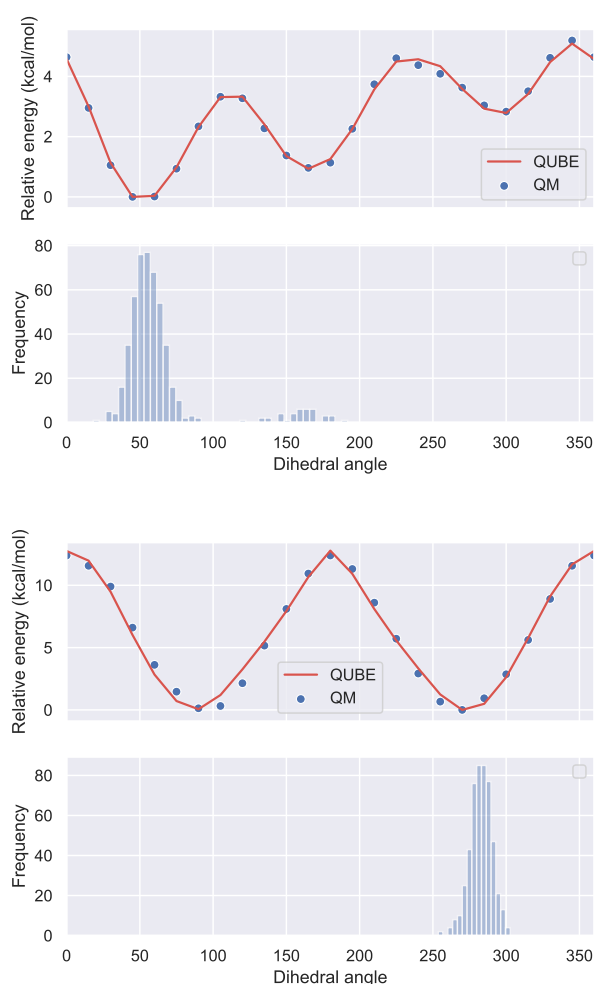 Relative energy (kcal/mol)
4
2
0
QUBE
QM
Frequency
80
60
40
20
0
0 50 100 150 200 250 300 350
Dihedral angle
Relative energy (kcal/mol)
10
5
0
QUBE
QM
Frequency
80
60
40
20
0
0 50 100 150 200 250 300 350
Dihedral angle